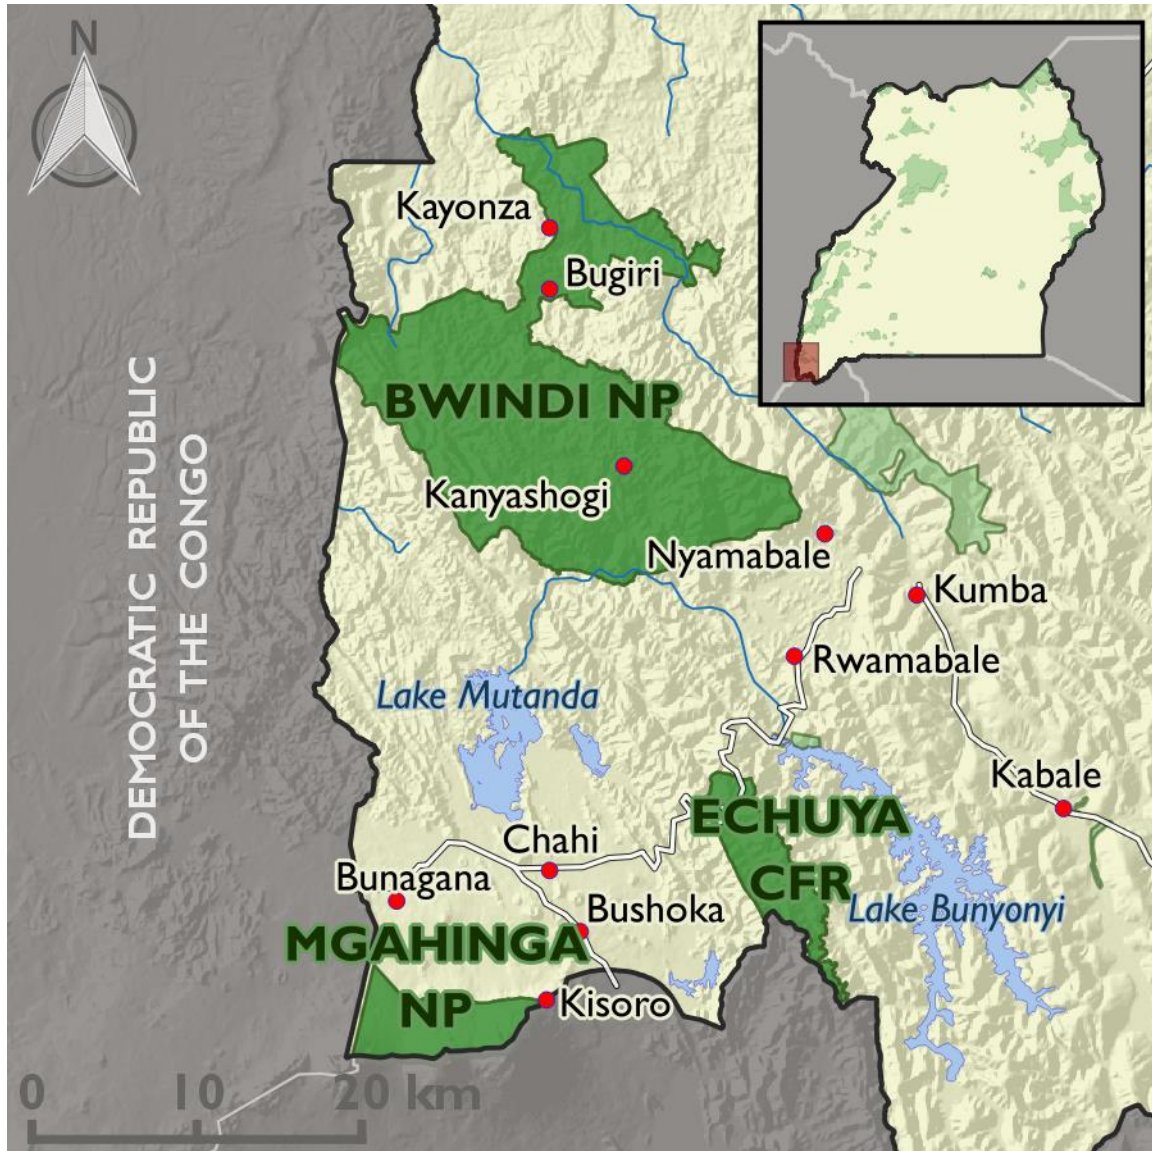 N
Kayonza
Bugiri
BWINDI NP
Kanyashogi
Nyamabale
Kumba
Rwamabale
DEMOCRATIC REPUBLIC
OF THE CONGO
Lake Mutanda
Kabale
ECHUYA
CFR
Chahi
Bunagana
Bushoka
Lake Bunyonyi
MGAHINGA
NP
Kisoro
0 10 20 km